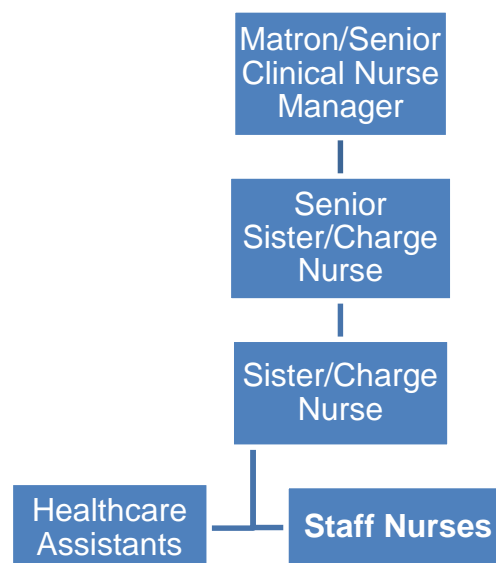 Matron/Senior
Clinical Nurse
Manager
Senior
Sister/Charge
Nurse
Sister/Charge
Nurse
Healthcare
Assistants
Staff Nurses